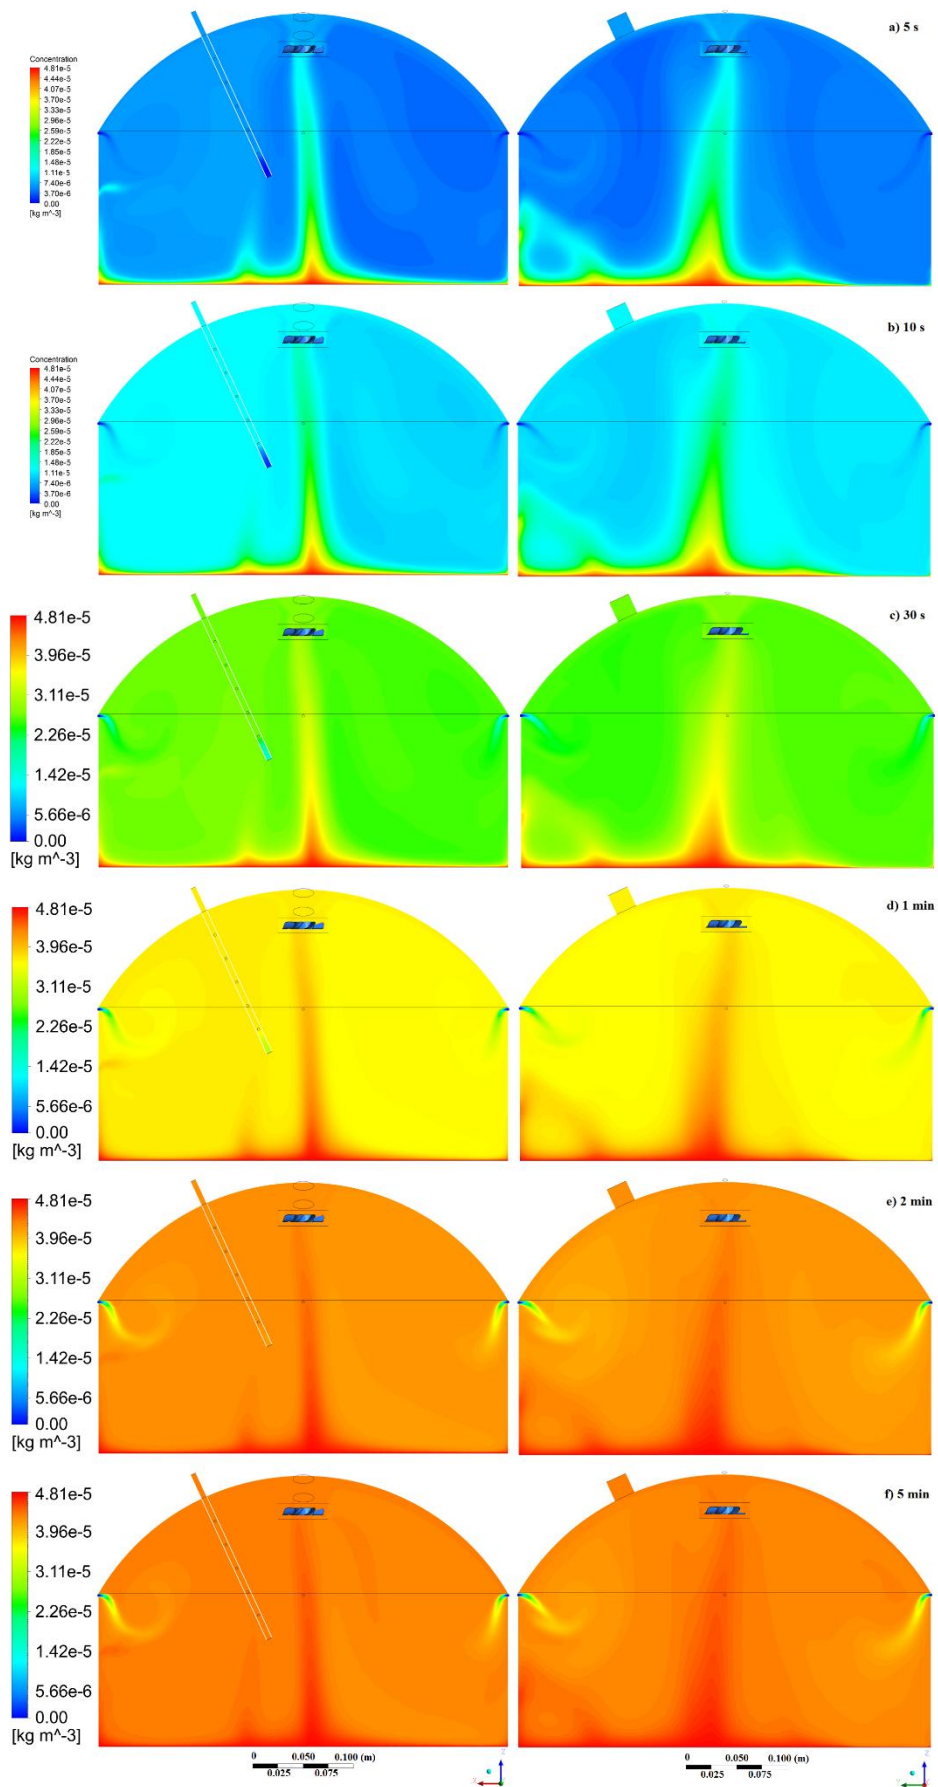 a) 5 s
Concentration
4.81e-5
4.44e-5
4.07e-5
3.70e-5
3.33e-5
2.96e-5
2.59e-5
2.22e-5
1.85e-5
1.48e-5
1.11e-5
7.40e-6
3.70e-6
0.00
[kg m^-3]
b) 10 s
Concentration
4.81e-5
4.44e-5
4.07e-5
3.70e-5
3.33e-5
2.96e-5
2.59e-5
2.22e-5
1.85e-5
1.48e-5
1.11e-5
7.40e-6
3.70e-6
0.00
[kg m^-3]
c) 30 s
4.81e-5
3.96e-5
3.11e-5
2.26e-5
1.42e-5
5.66e-6
0.00
[kg m^-3]
d) 1 min
4.81e-5
3.96e-5
3.11e-5
2.26e-5
1.42e-5
5.66e-6
0.00
[kg m^-3]
e) 2 min
4.81e-5
3.96e-5
3.11e-5
2.26e-5
1.42e-5
5.66e-6
0.00
[kg m^-3]
f) 5 min
4.81e-5
3.96e-5
3.11e-5
2.26e-5
1.42e-5
5.66e-6
0.00
[kg m^-3]
0 0.050 0.100 (m)
0.025 0.075
Z
X
0 0.050 0.100 (m)
0.025 0.075
Z
Y